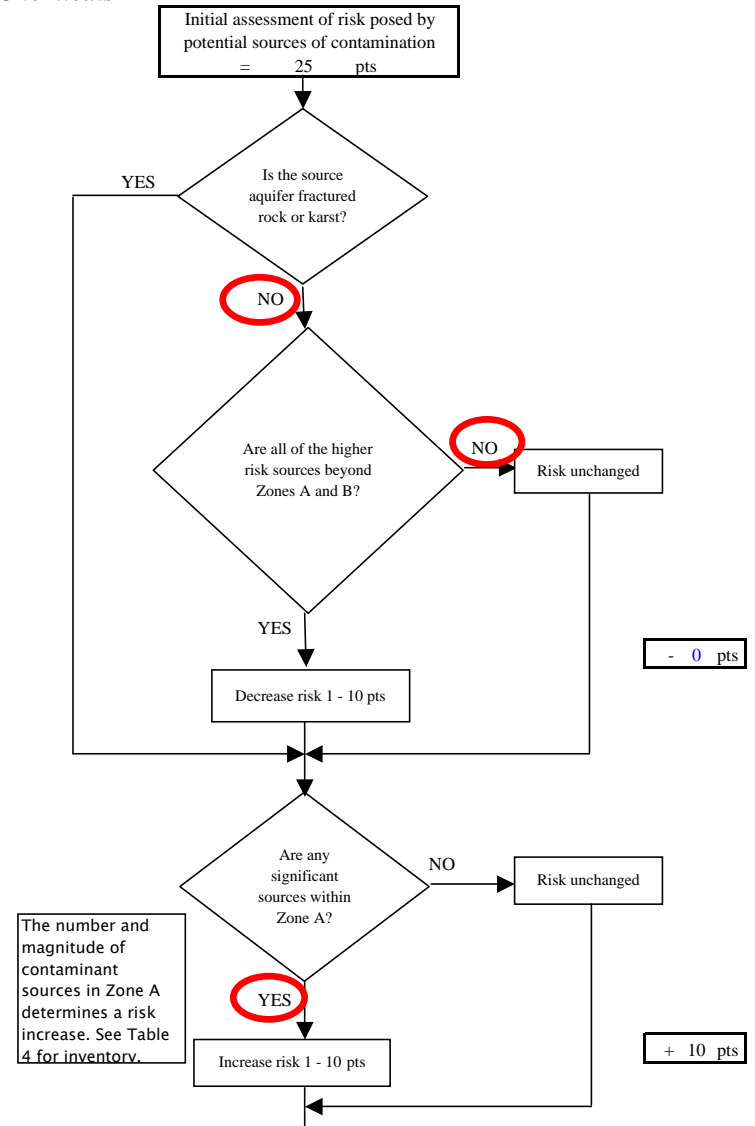 Initial assessment of risk posed by
potential sources of contamination
= 25 pts
Is the source
aquifer fractured
rock or karst?
YES
NO
Are all of the higher
risk sources beyond
Zones A and B?
NO
Risk unchanged
YES
- 0 pts
Decrease risk 1 - 10 pts
Are any
significant
sources within
Zone A?
NO
Risk unchanged
The number and
magnitude of
contaminant
sources in Zone A
determines a risk
increase. See Table
4 for inventory.
YES
Increase risk 1 - 10 pts
+ 10 pts